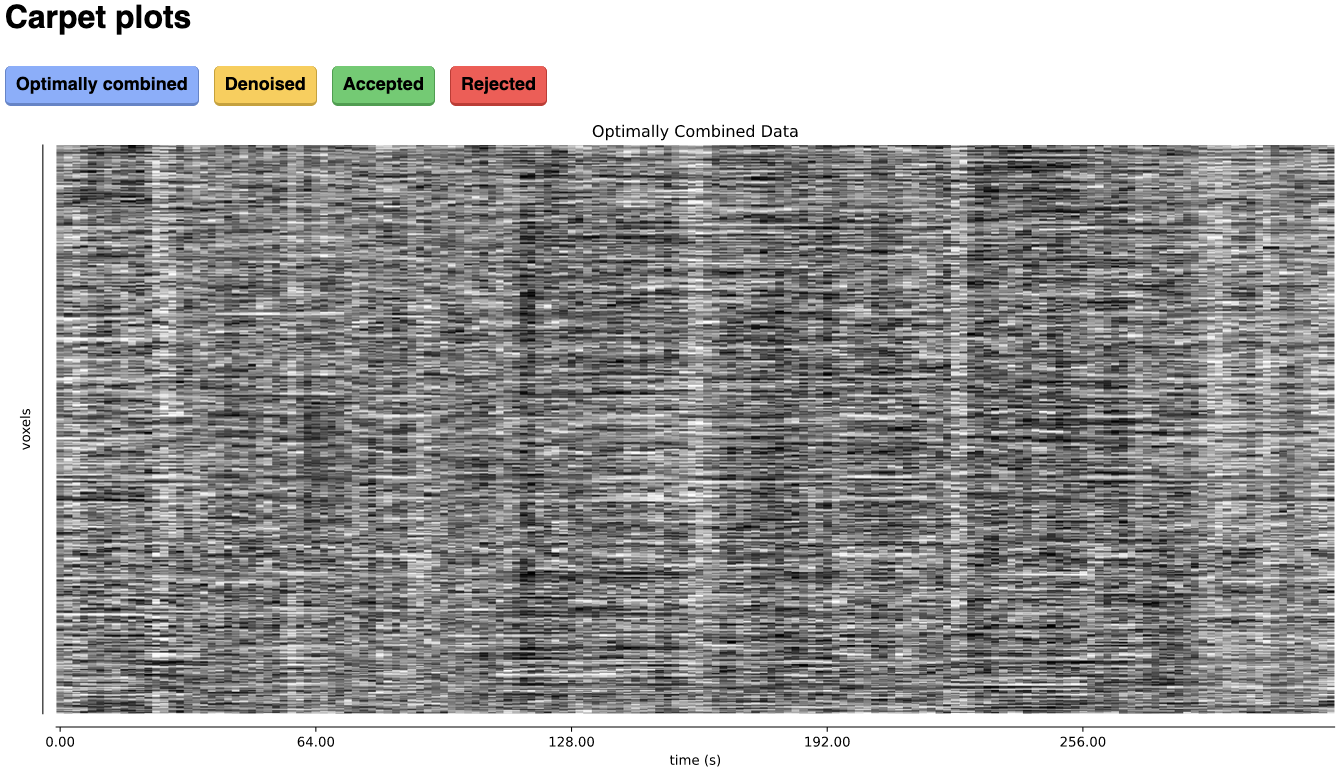 Carpet plots
Optimally combined Denoised Accepted Rejected
Optimally Combined Data
voxels
0.00 64.00 128.00 192.00 256.00
time (s)